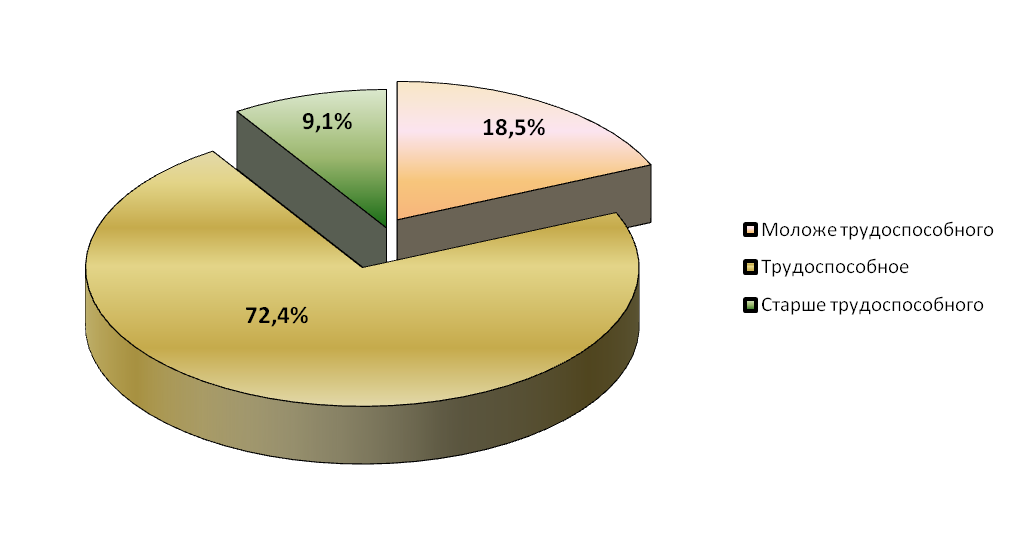 9,1%
18,5%
72,4%
Моложе трудоспособного
Трудоспособное
Старше трудоспособного